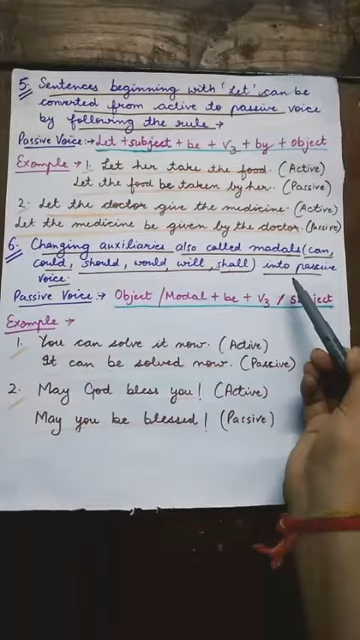 5. Sentences beginning with 'Let' can be
converted from active to passive voice
by following the rule →
Passive Voice:→ Let + subject + be + V3 + by + object
Example → 1. Let her take the food. (Active)
Let the food be taken by her. (Passive)
2. Let the doctor give the medicine. (Active)
Let the medicine be given by the doctor. (Passive)
6. Changing auxiliaries also called madals (can,
could, should, would, will, shall) into passive
voice.
Passive Voice:→ Object / Modal + be + V3 / Subject
Example →
1. You can solve it now. (Active)
It can be solved now. (Passive)
2. May God bless you! (Active)
May you be blessed! (Passive)